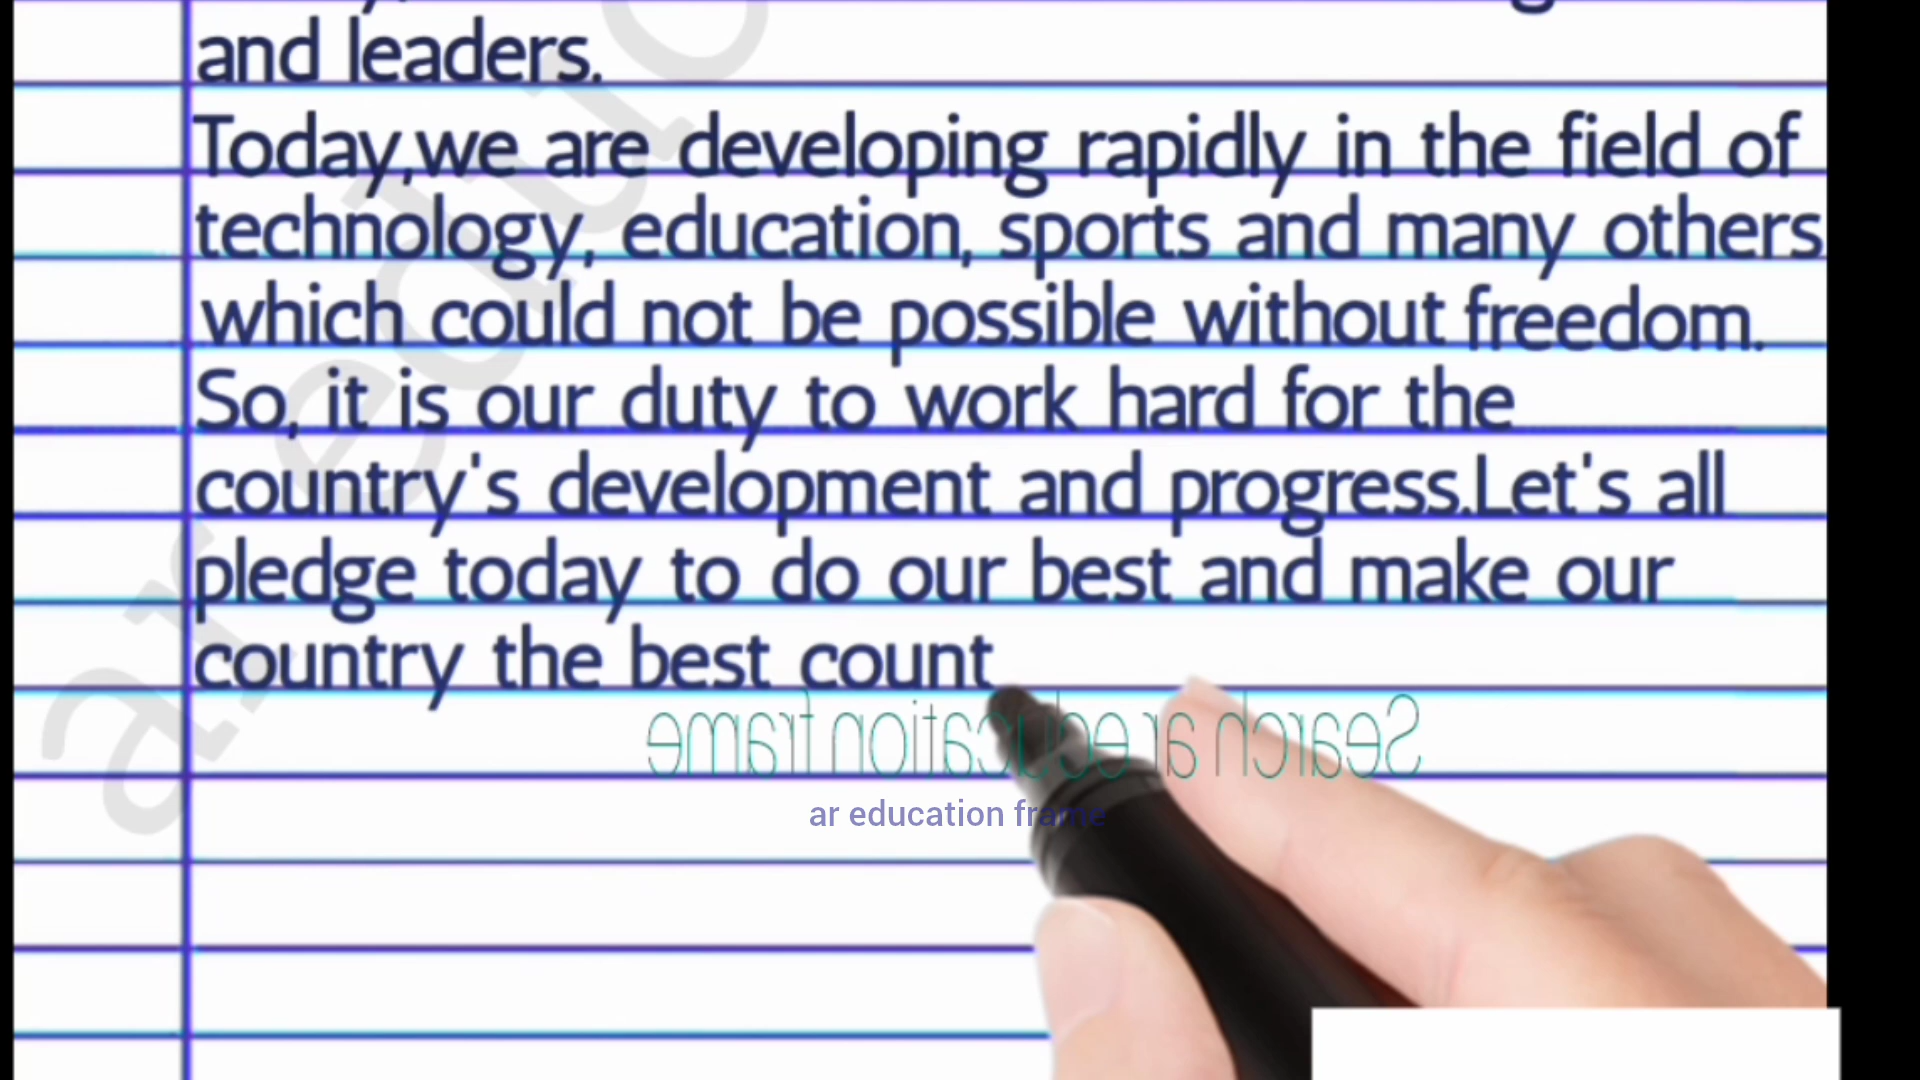 and leaders.
Today,we are developing rapidly in the field of
technology, education, sports and many others
which could not be possible without freedom.
So, it is our duty to work hard for the
country's development and progress.Let's all
pledge today to do our best and make our
country the best count
Search ar education frame
ar education frame
ar educ